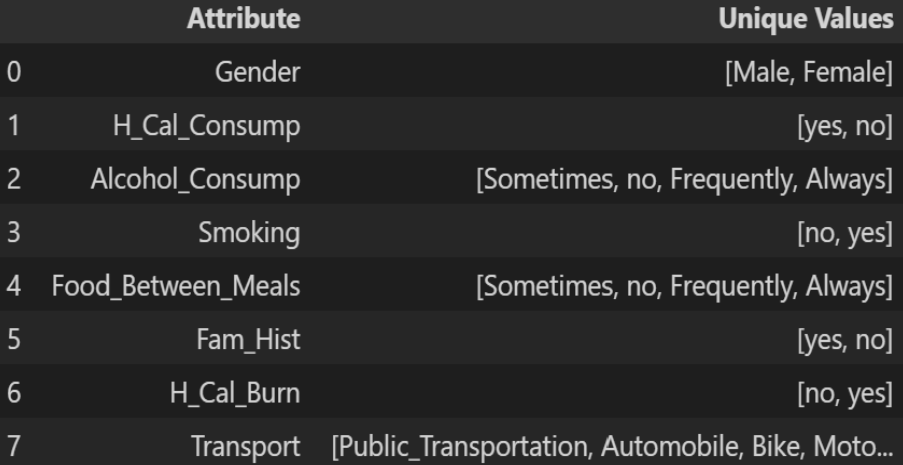 Attribute Unique Values
0 Gender [Male, Female]
1 H_Cal_Consump [yes, no]
2 Alcohol_Consump [Sometimes, no, Frequently, Always]
3 Smoking [no, yes]
4 Food_Between_Meals [Sometimes, no, Frequently, Always]
5 Fam_Hist [yes, no]
6 H_Cal_Burn [no, yes]
7 Transport [Public_Transportation, Automobile, Bike, Moto...